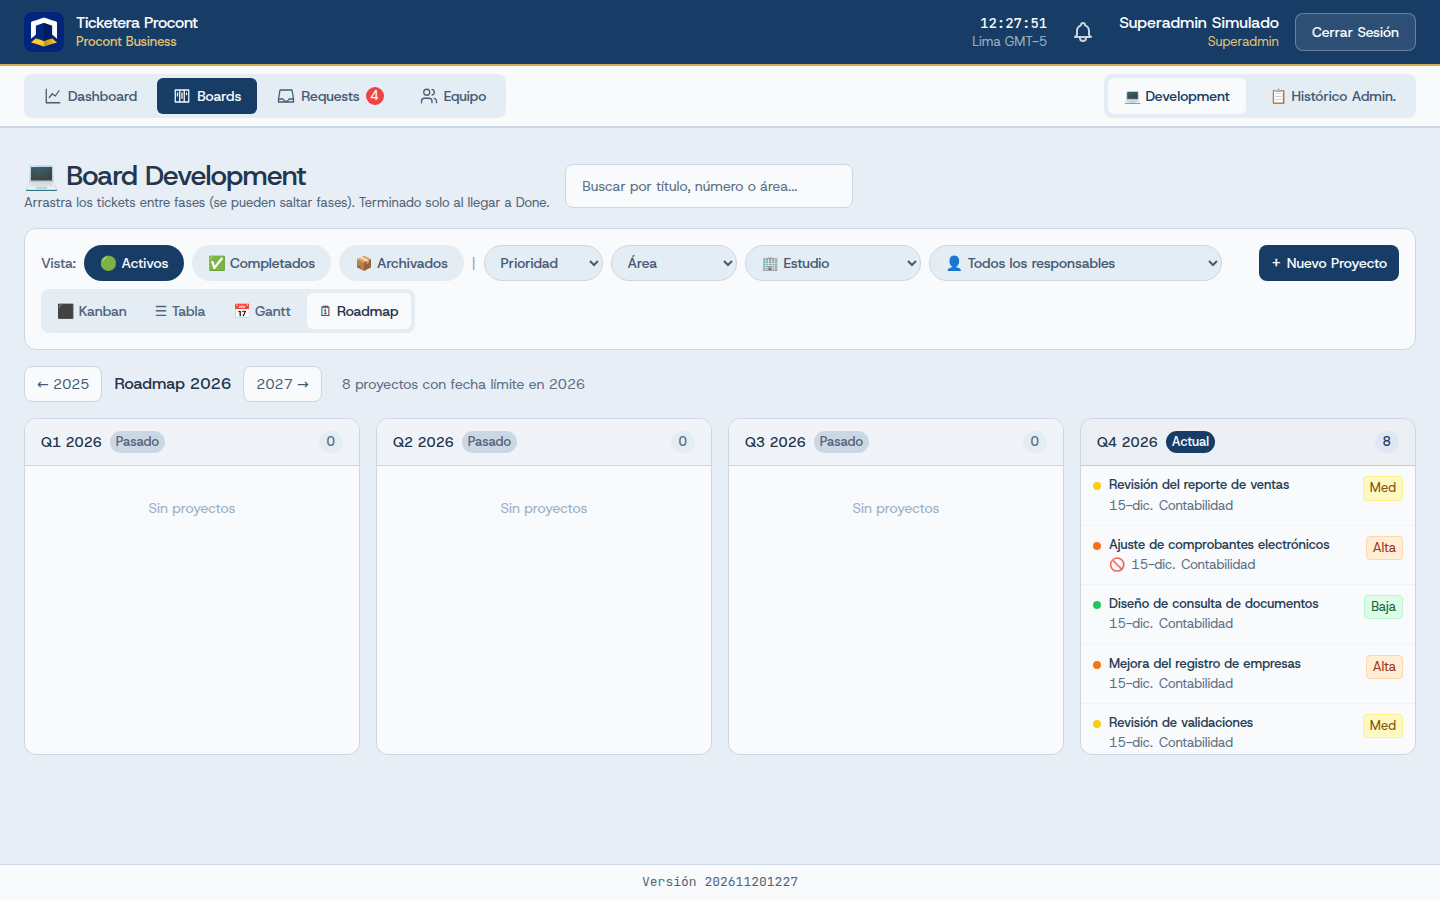 Ticketera Procont
Procont Business
12:27:51
Lima GMT-5
Superadmin Simulado
Superadmin
Cerrar Sesión
Dashboard
Boards
Requests 4
Equipo
Development
Histórico Admin.
Board Development
Arrastra los tickets entre fases (se pueden saltar fases). Terminado solo al llegar a Done.
Buscar por título, número o área...
Vista:
Activos
Completados
Archivados
|
Prioridad
Área
Estudio
Todos los responsables
+ Nuevo Proyecto
Kanban
Tabla
Gantt
Roadmap
← 2025
Roadmap 2026
2027 →
8 proyectos con fecha límite en 2026
Q1 2026 Pasado 0
Sin proyectos
Q2 2026 Pasado 0
Sin proyectos
Q3 2026 Pasado 0
Sin proyectos
Q4 2026 Actual 8
Revisión del reporte de ventas Med
15-dic. Contabilidad
Ajuste de comprobantes electrónicos Alta
15-dic. Contabilidad
Diseño de consulta de documentos Baja
15-dic. Contabilidad
Mejora del registro de empresas Alta
15-dic. Contabilidad
Revisión de validaciones Med
15-dic. Contabilidad
Versión 202611201227